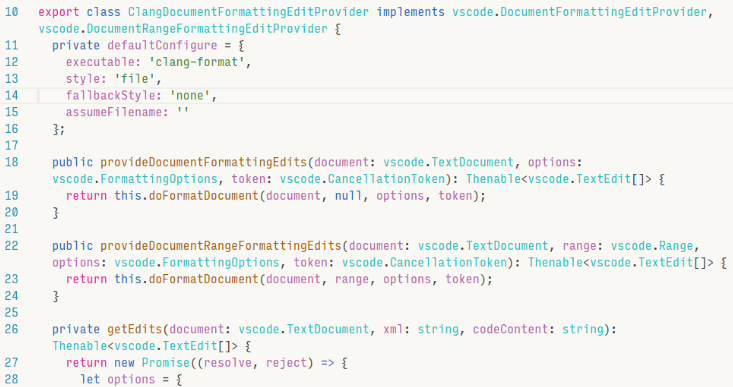 10 export class ClangDocumentFormattingEditProvider implements vscode.DocumentFormattingEditProvider,
vscode.DocumentRangeFormattingEditProvider {
11 private defaultConfigure = {
12 executable: 'clang-format',
13 style: 'file',
14 fallbackStyle: 'none',
15 assumeFilename: ''
16 };
17
18 public provideDocumentFormattingEdits(document: vscode.TextDocument, options:
vscode.FormattingOptions, token: vscode.CancellationToken): Thenable<vscode.TextEdit[]> {
19 return this.doFormatDocument(document, null, options, token);
20 }
21
22 public provideDocumentRangeFormattingEdits(document: vscode.TextDocument, range: vscode.Range,
options: vscode.FormattingOptions, token: vscode.CancellationToken): Thenable<vscode.TextEdit[]> {
23 return this.doFormatDocument(document, range, options, token);
24 }
25
26 private getEdits(document: vscode.TextDocument, xml: string, codeContent: string):
Thenable<vscode.TextEdit[]> {
27 return new Promise((resolve, reject) => {
28 let options = {